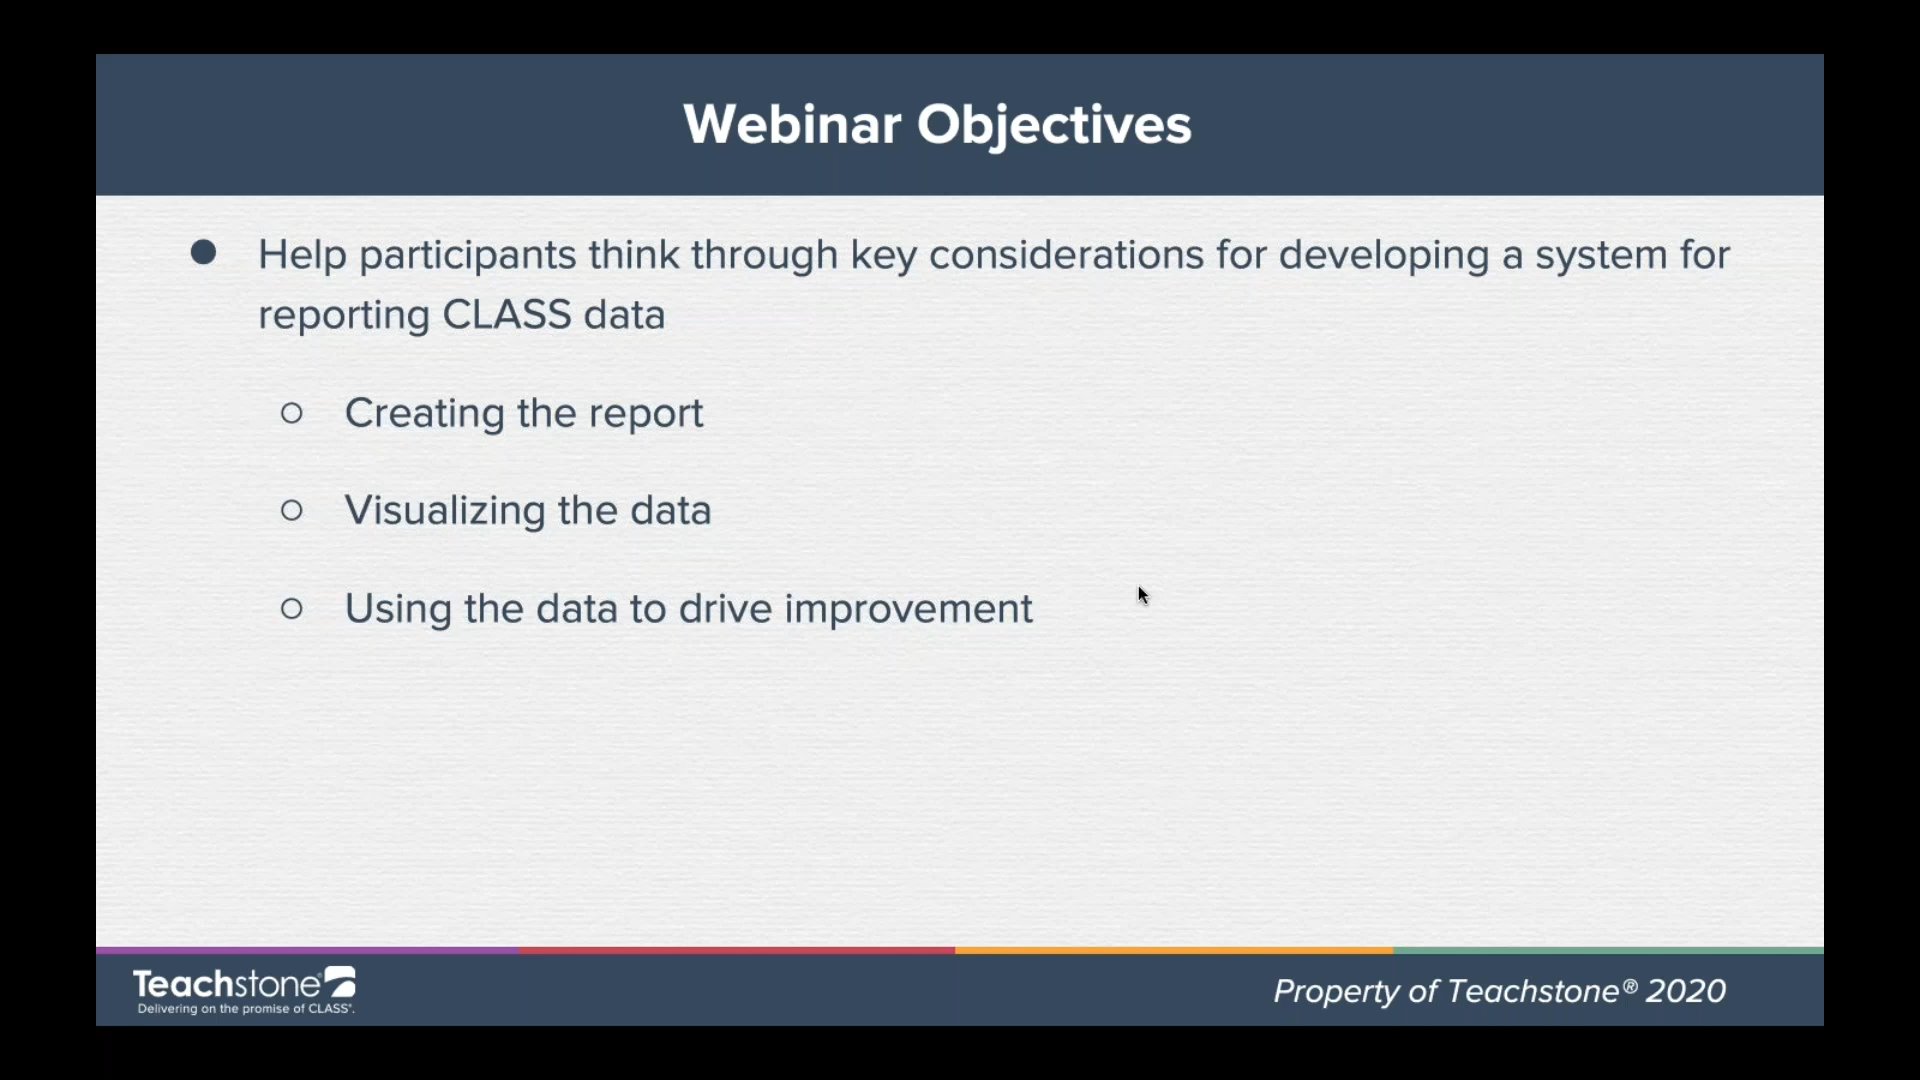 Webinar Objectives
● Help participants think through key considerations for developing a system for
reporting CLASS data
○ Creating the report
○ Visualizing the data
○ Using the data to drive improvement
Teachstone®
Delivering on the promise of CLASS®.
Property of Teachstone® 2020